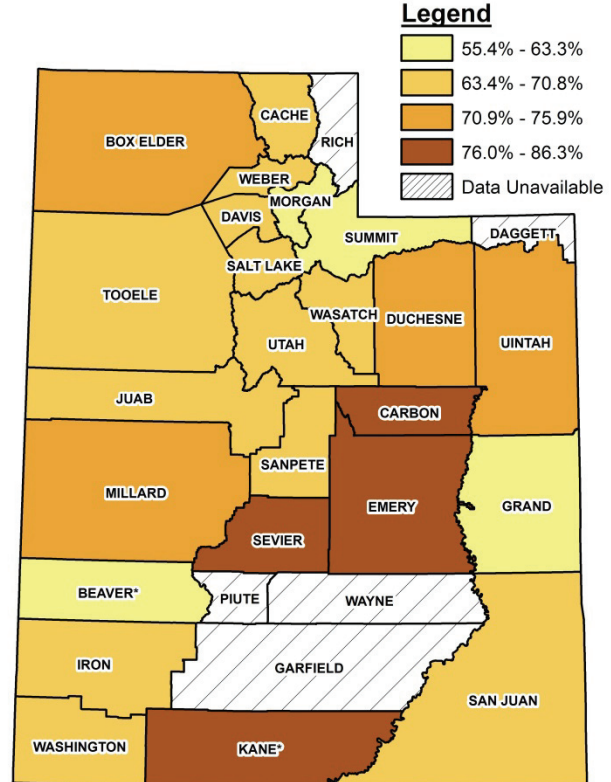 Legend
55.4% - 63.3%
63.4% - 70.8%
70.9% - 75.9%
76.0% - 86.3%
Data Unavailable
CACHE
BOX ELDER
RICH
WEBER
MORGAN
DAVIS
SUMMIT
DAGGETT
SALT LAKE
TOOELE
WASATCH
DUCHESNE
UTAH
UINTAH
JUAB
CARBON
SANPETE
MILLARD
EMERY
GRAND
SEVIER
BEAVER*
PIUTE
WAYNE
IRON
GARFIELD
SAN JUAN
WASHINGTON
KANE*